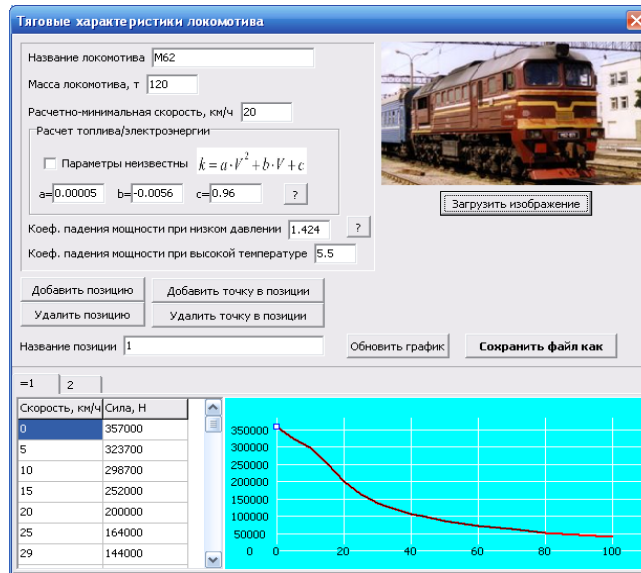 Тяговые характеристики локомотива
Название локомотива М62
Масса локомотива, т 120
Расчетно-минимальная скорость, км/ч 20
Расчет топлива/электроэнергии
Параметры неизвестны k = a·V² + b·V + c
a= 0.00005 b= -0.0056 c= 0.96 ?
Коеф. падения мощности при низком давлении 1.424 ?
Коеф. падения мощности при высокой температуре 5.5
Загрузить изображение
Добавить позицию Добавить точку в позиции
Удалить позицию Удалить точку в позиции
Название позиции 1 Обновить график Сохранить файл как
=1 2
Скорость, км/ч Сила, Н
0 357000
5 323700
10 298700
15 252000
20 200000
25 164000
29 144000
350000
300000
250000
200000
150000
100000
50000
0 0 20 40 60 80 100